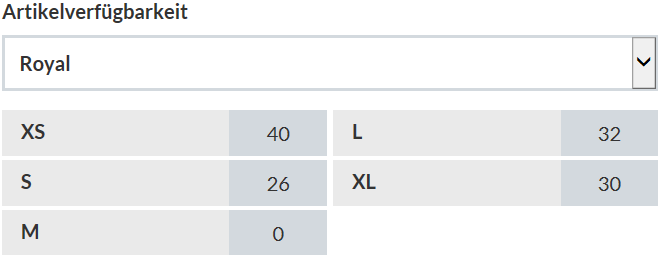 Artikelverfügbarkeit
Royal
XS 40 L 32
S 26 XL 30
M 0